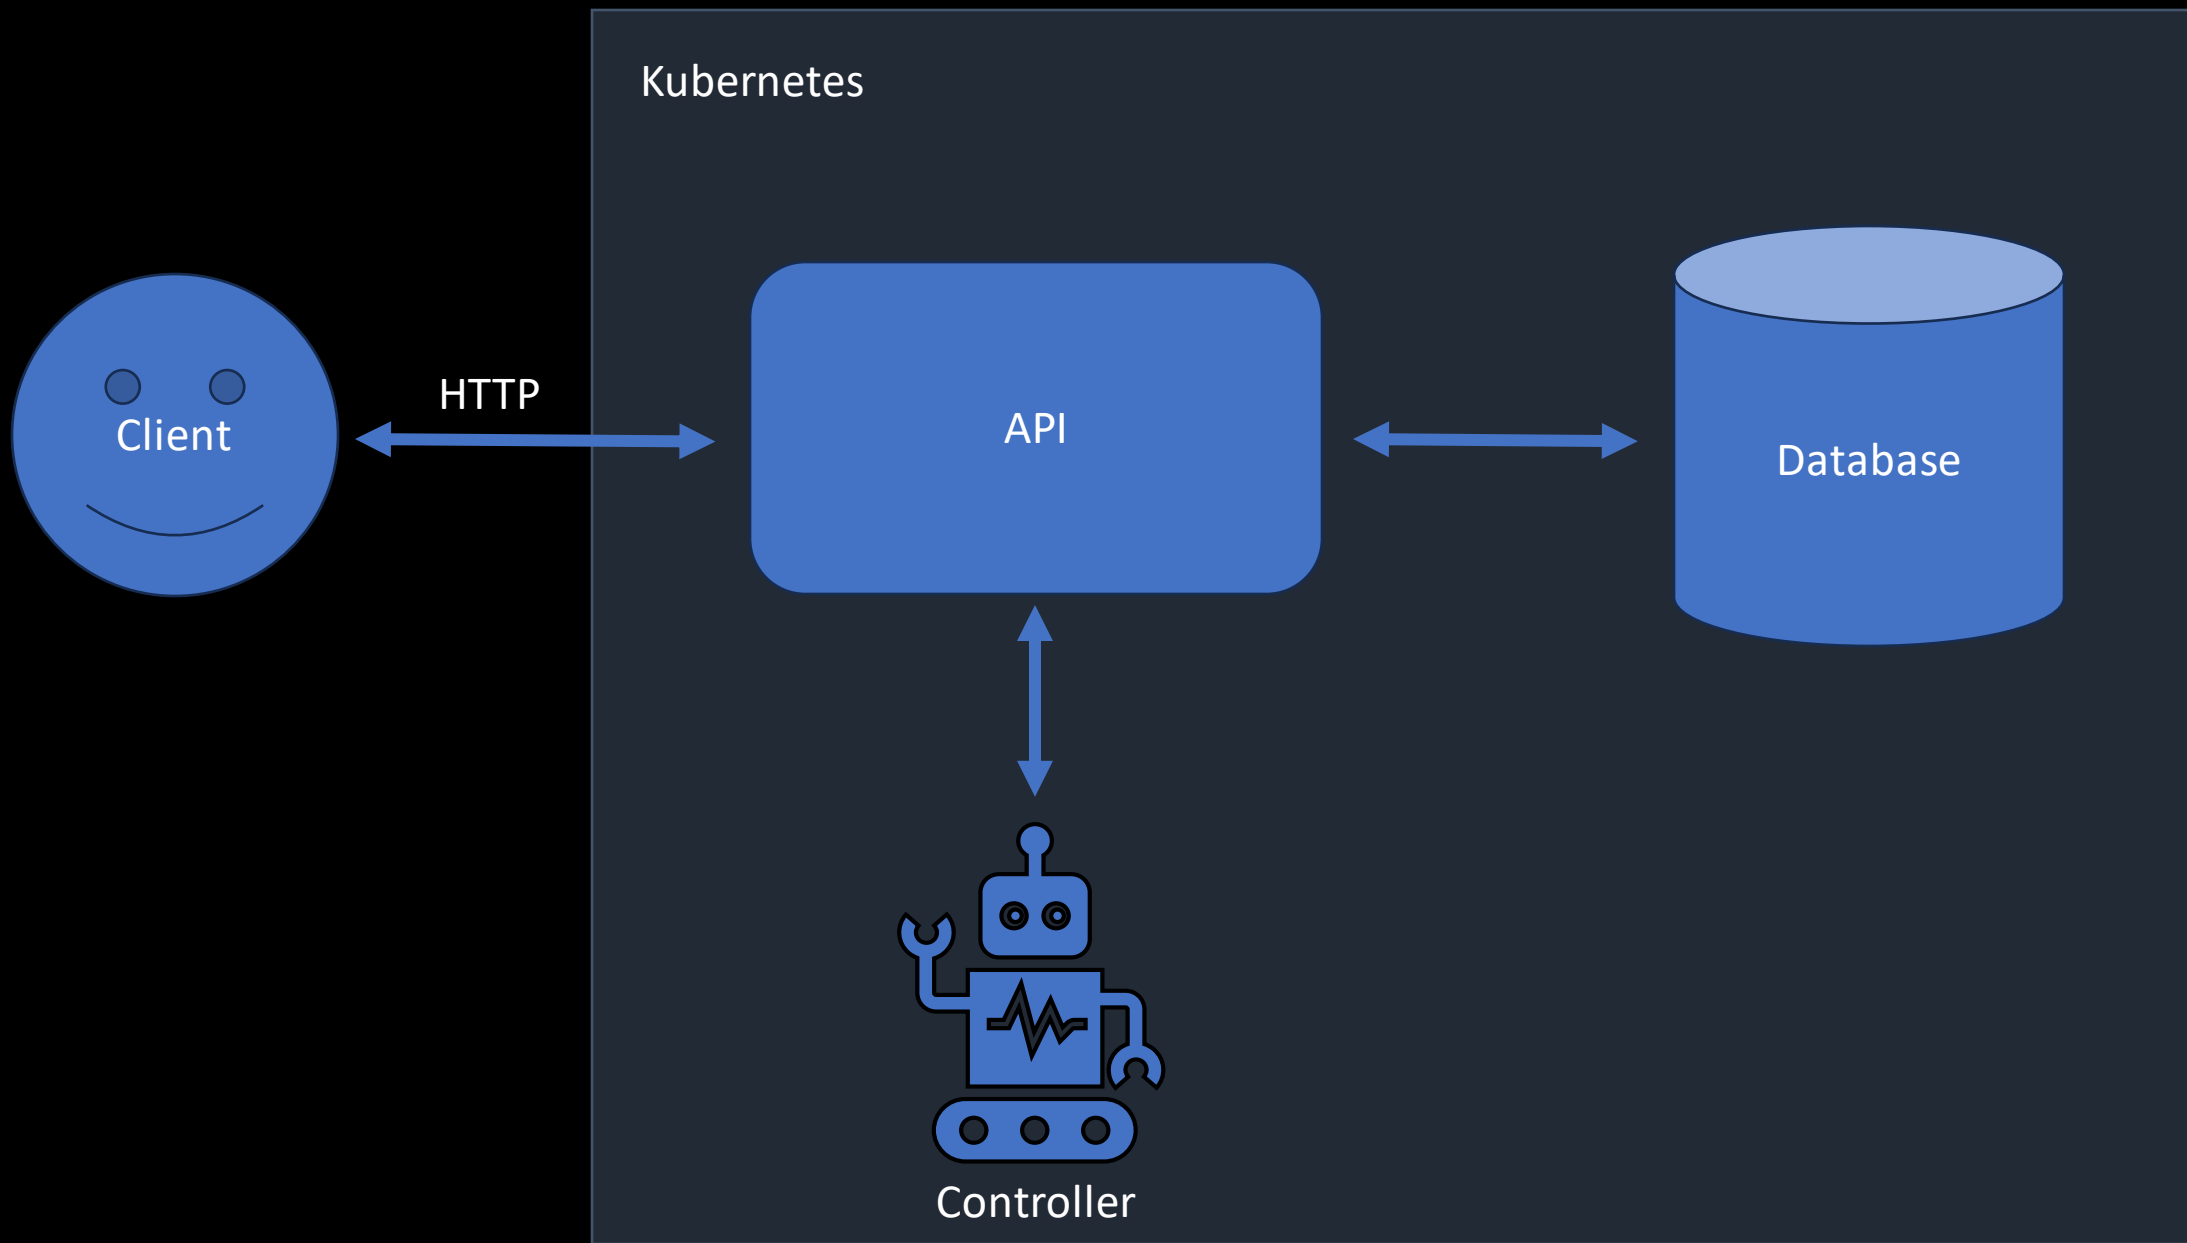 Kubernetes
HTTP
Client
API
Database
Controller